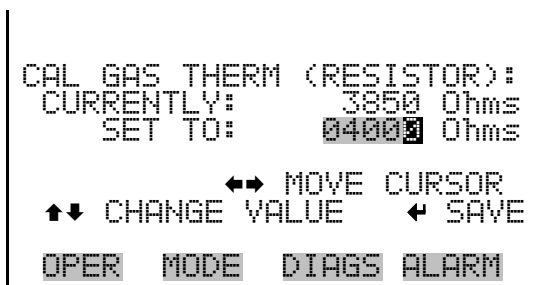 CAL GAS THERM (RESISTOR):
CURRENTLY: 3850 Ohms
SET TO: 04000 Ohms
←→ MOVE CURSOR
↑↓ CHANGE VALUE ↵ SAVE
OPER MODE DIAGS ALARM